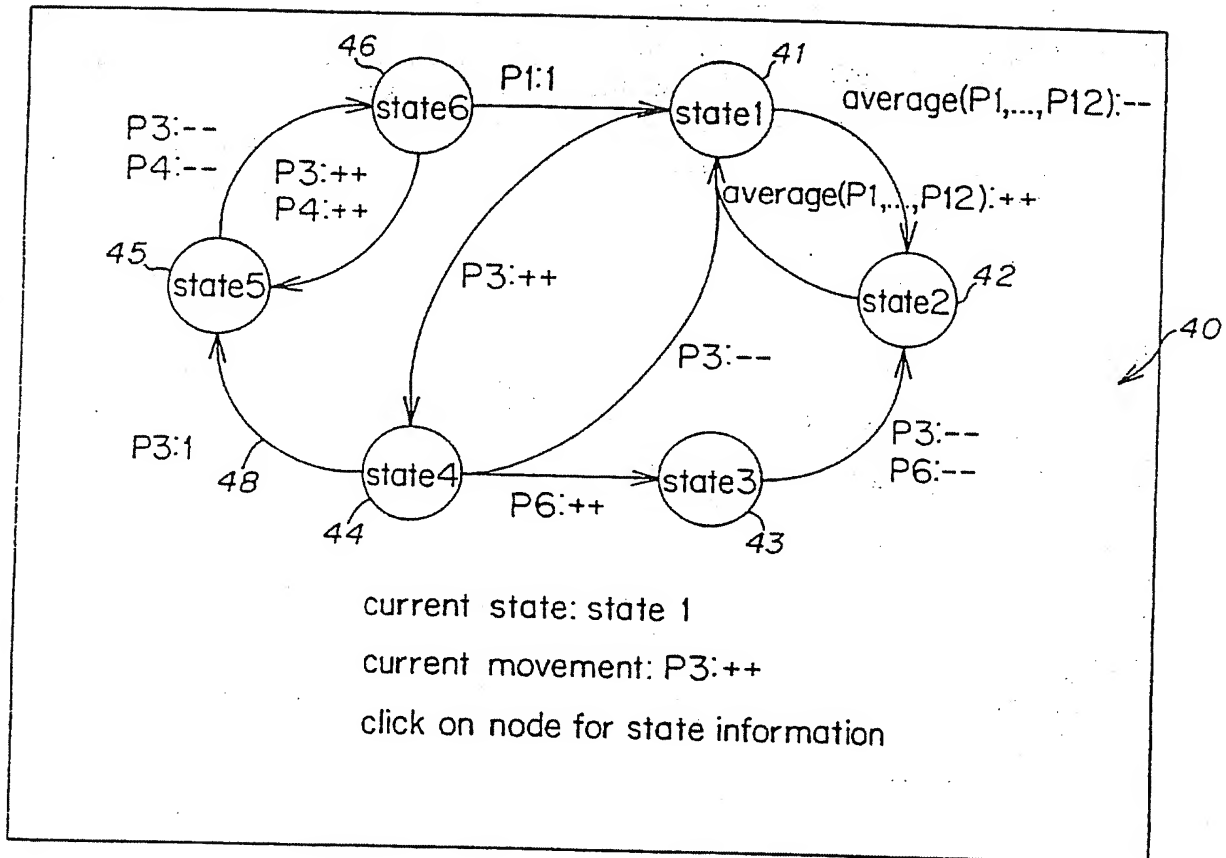 46
41
P1:1
state6
state1
average(P1,...,P12):--
P3:--
P4:--
P3:++
P4:++
average(P1,...,P12):++
45
state5
P3:++
state2
42
40
P3:--
P3:1
48
state4
P6:++
state3
P3:--
P6:--
44
43
current state: state 1
current movement: P3:++
click on node for state information